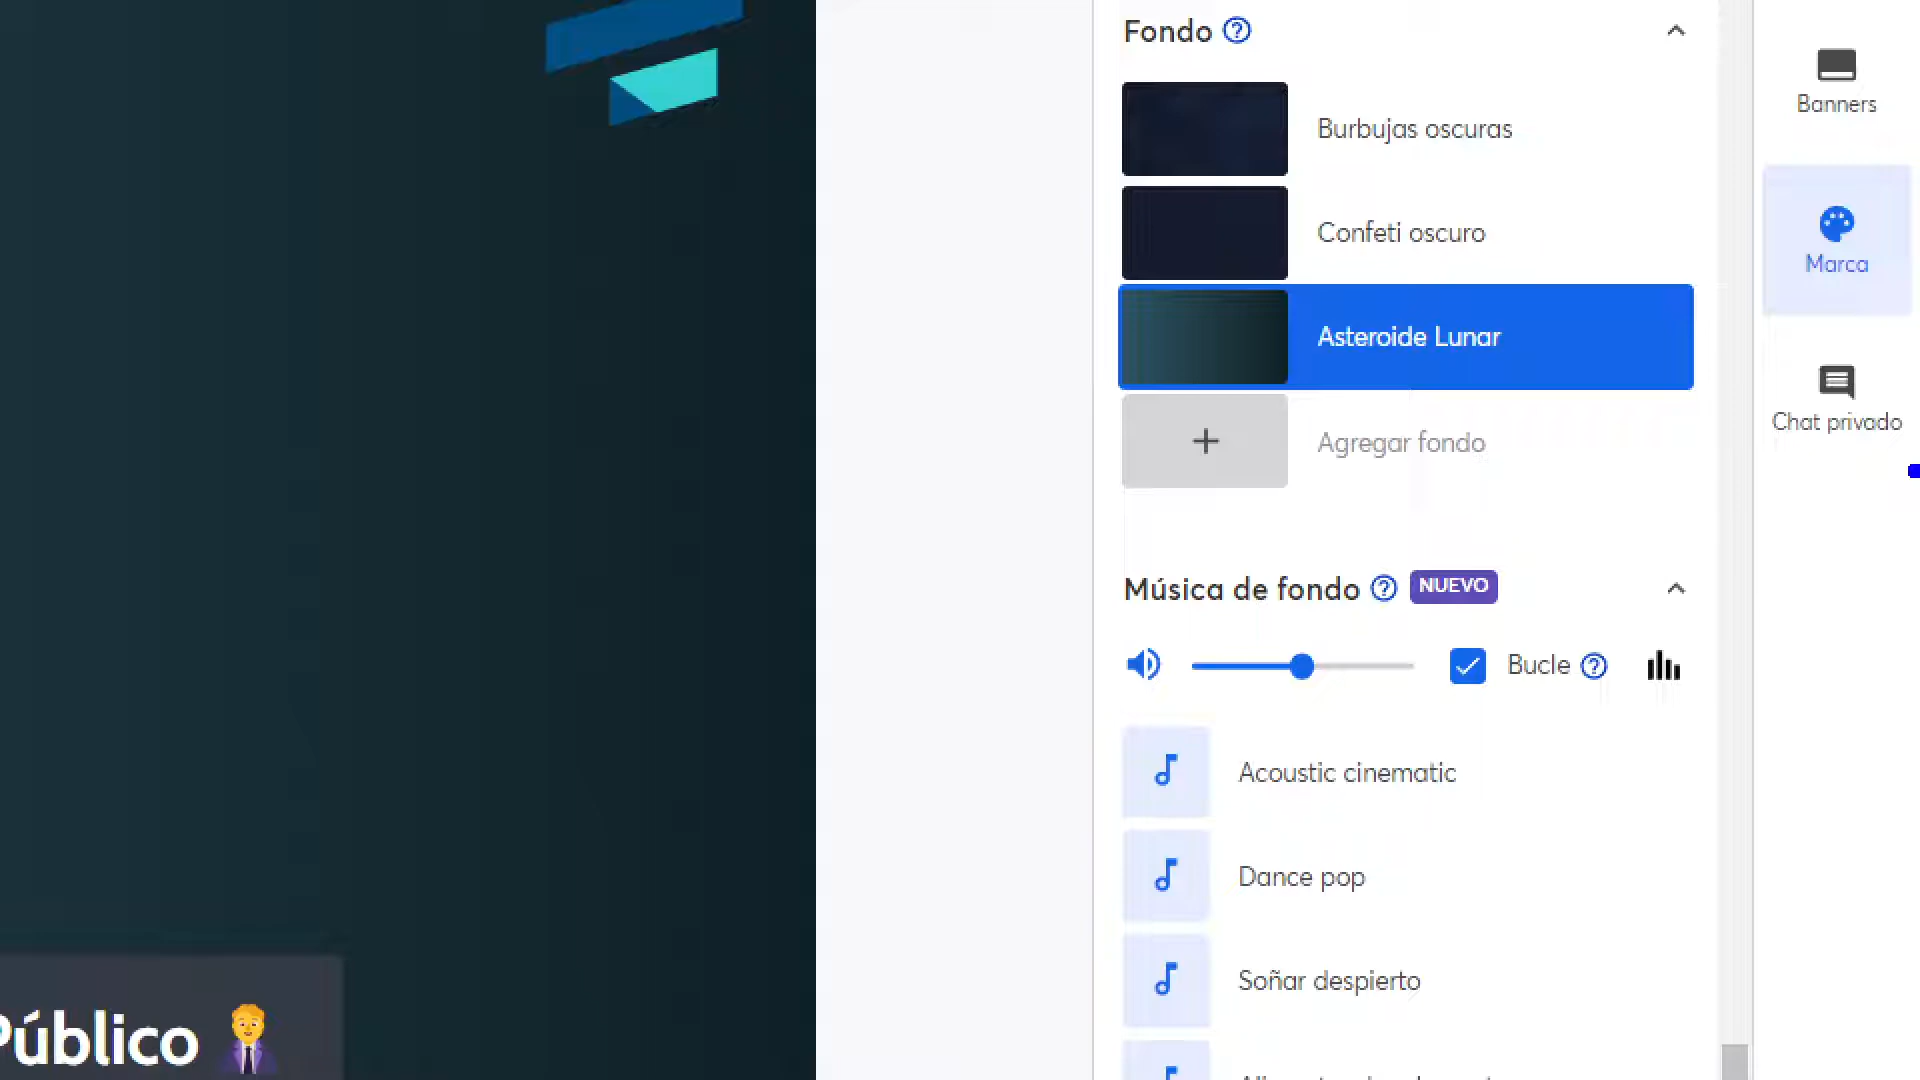 Fondo
Burbujas oscuras
Confeti oscuro
Asteroide Lunar
Agregar fondo
Música de fondo NUEVO
Bucle
Acoustic cinematic
Dance pop
Soñar despierto
Público
Banners
Marca
Chat privado